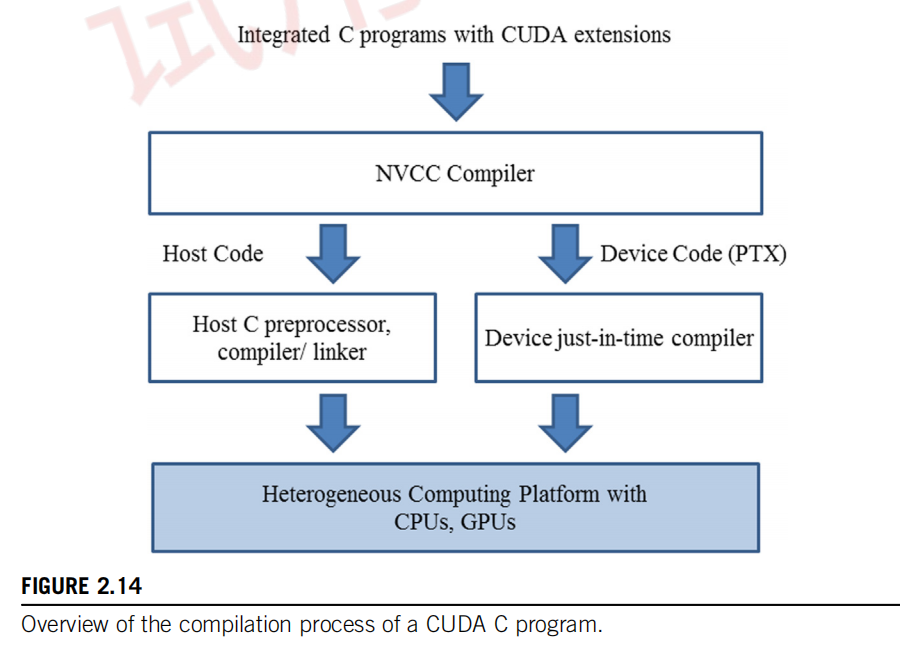 Integrated C programs with CUDA extensions
NVCC Compiler
Host Code
Device Code (PTX)
Host C preprocessor,
compiler/ linker
Device just-in-time compiler
Heterogeneous Computing Platform with
CPUs, GPUs
FIGURE 2.14
Overview of the compilation process of a CUDA C program.